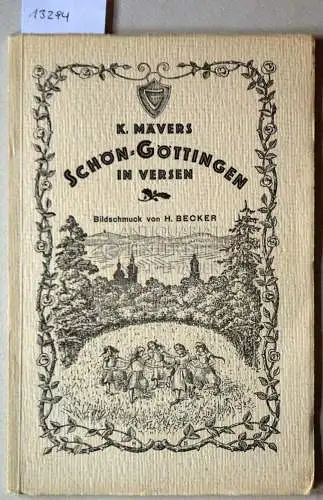 13294
K. MÄVERS
SCHÖN-GÖTTINGEN
IN VERSEN
Bildschmuck von H. BECKER